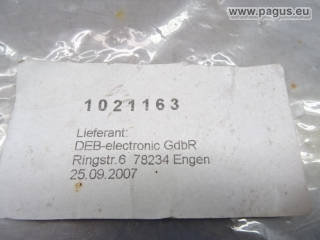 www.pagus.eu
1021163
Lieferant:
DEB-electronic GdbR
Ringstr.6 78234 Engen
25.09.2007